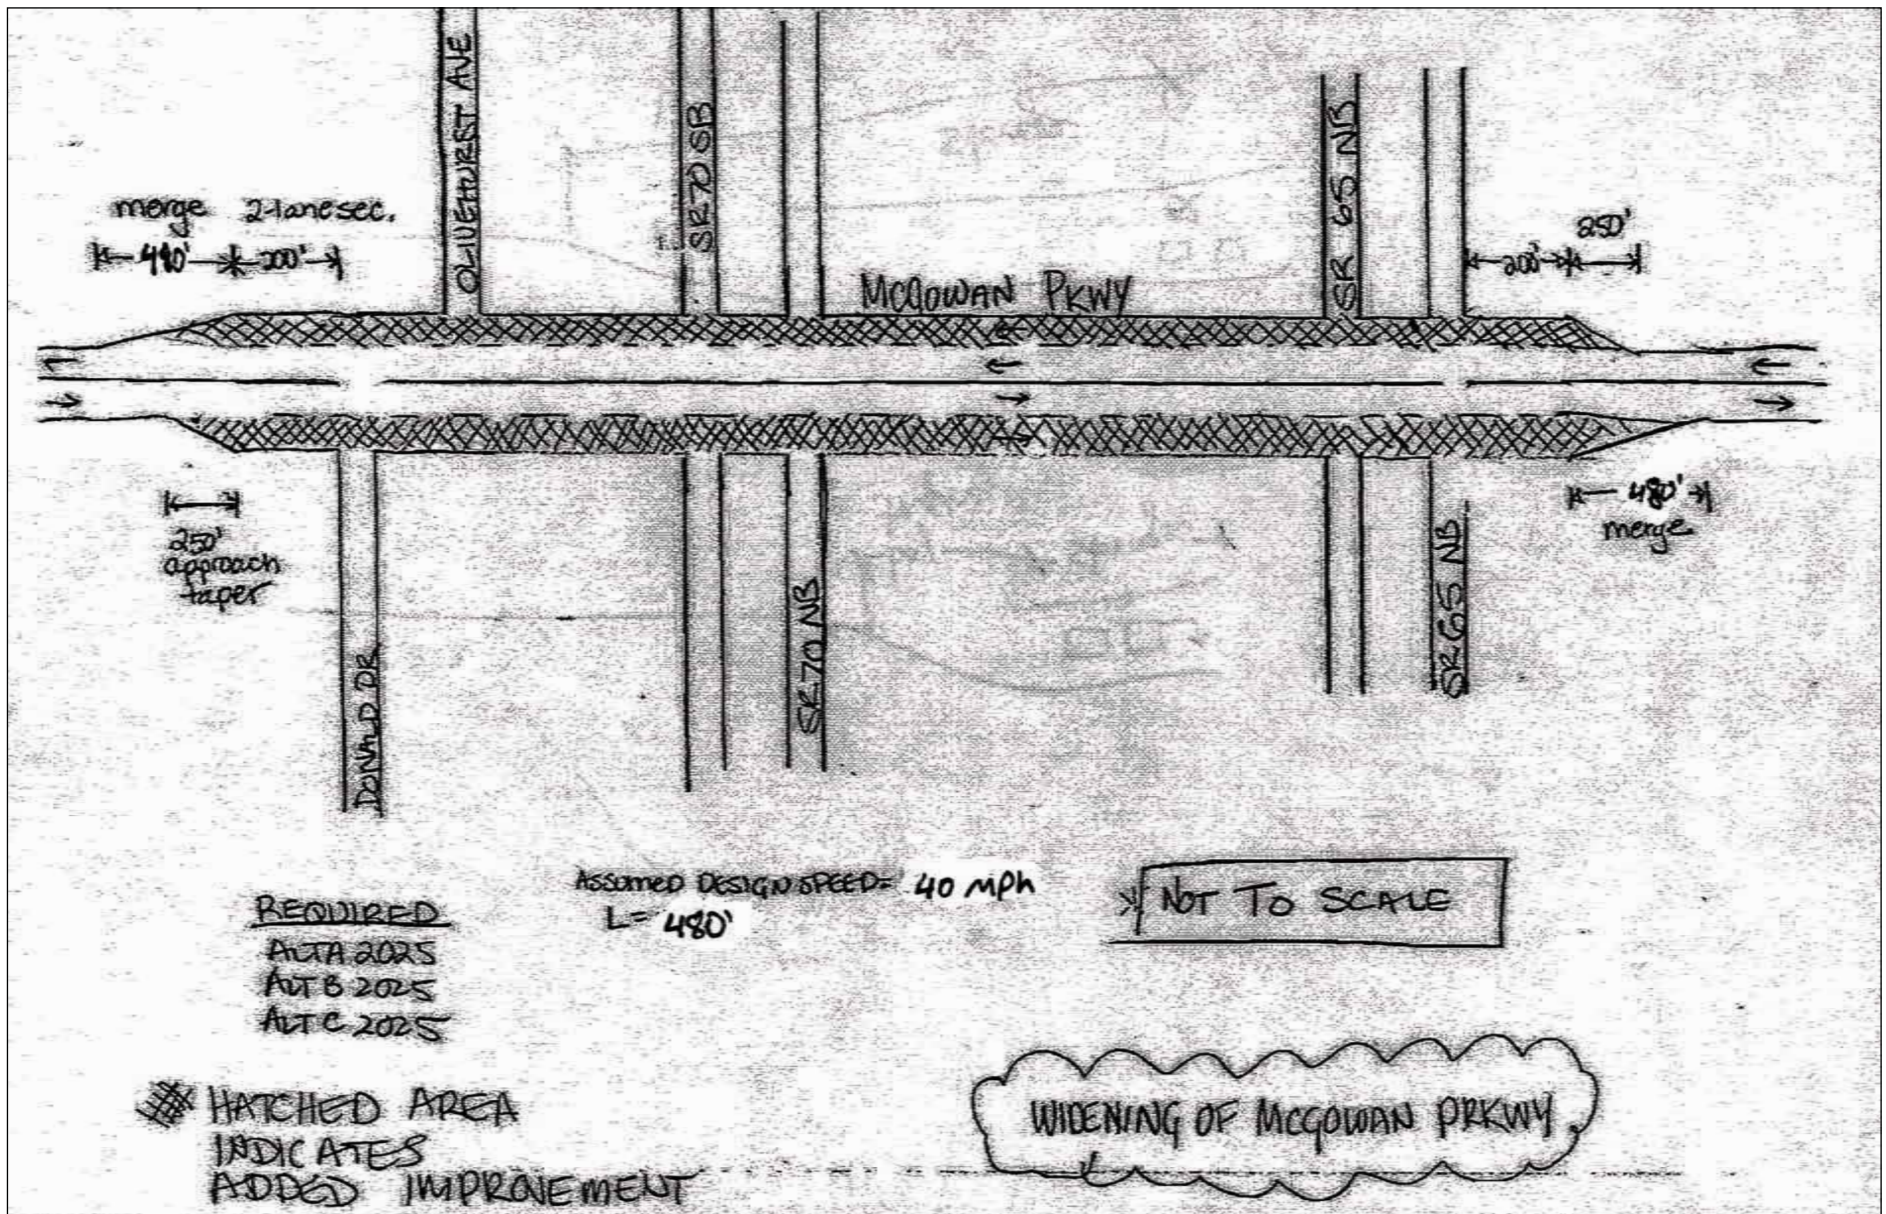 OLIVEHURST AVE
SR 70 SB
SR 65 NB
merge 2-lane sec.
480' 200'
250'
200'
McGOWAN PKWY
250'
approach
taper
480'
merge
SR 70 NB
SR 65 NB
DONALD DR
ASSUMED DESIGN SPEED= 40 mph
L= 480'
NOT TO SCALE
REQUIRED
ALT A 2025
ALT B 2025
ALT C 2025
HATCHED AREA
INDICATES
ADDED IMPROVEMENT
WIDENING OF McGOWAN PRKWY